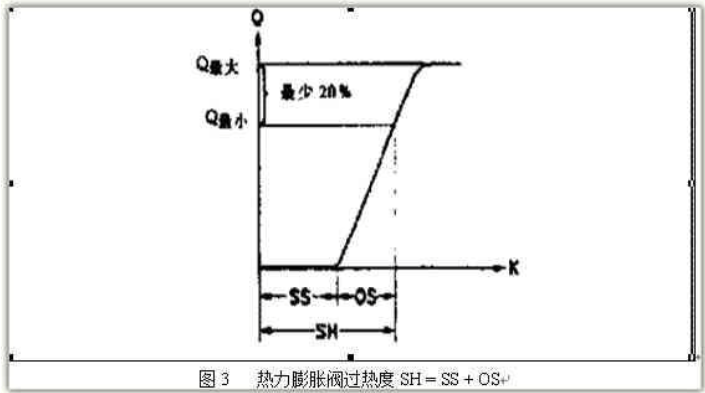 Q
Q最大
最少 20%
Q最小
K
SS
OS
SH
图 3 热力膨胀阀过热度 SH = SS + OS